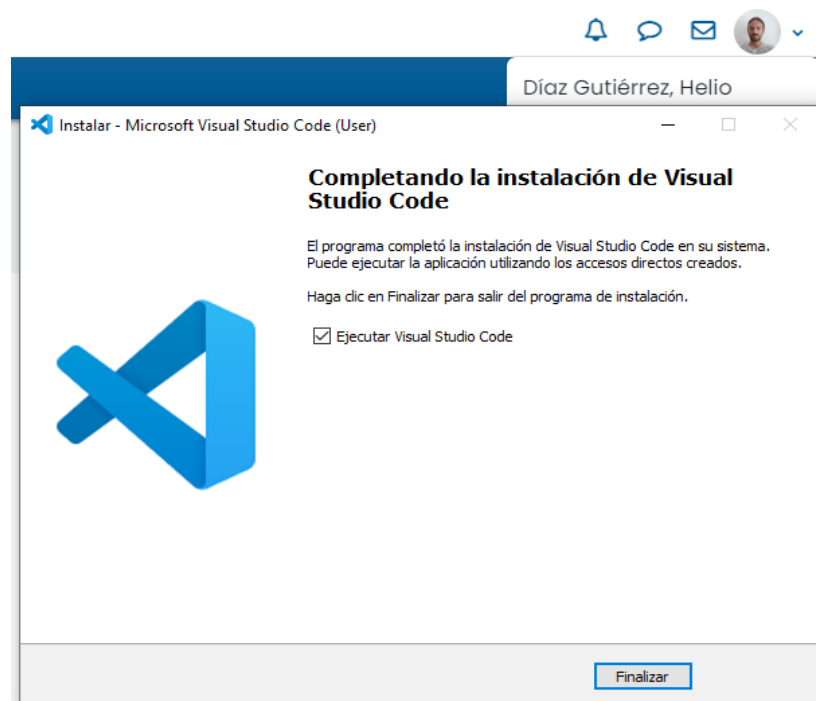 Díaz Gutiérrez, Helio
Instalar - Microsoft Visual Studio Code (User)
Completando la instalación de Visual
Studio Code
El programa completó la instalación de Visual Studio Code en su sistema.
Puede ejecutar la aplicación utilizando los accesos directos creados.
Haga clic en Finalizar para salir del programa de instalación.
Ejecutar Visual Studio Code
Finalizar